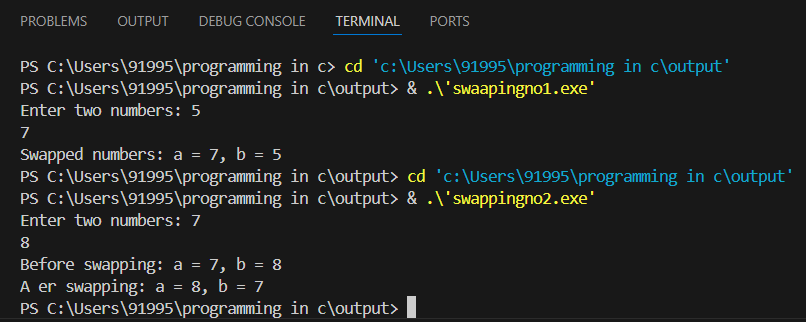 PROBLEMS OUTPUT DEBUG CONSOLE TERMINAL PORTS
PS C:\Users\91995\programming in c> cd 'c:\Users\91995\programming in c\output'
PS C:\Users\91995\programming in c\output> & .\'swaapingno1.exe'
Enter two numbers: 5
7
Swapped numbers: a = 7, b = 5
PS C:\Users\91995\programming in c\output> cd 'c:\Users\91995\programming in c\output'
PS C:\Users\91995\programming in c\output> & .\'swappingno2.exe'
Enter two numbers: 7
8
Before swapping: a = 7, b = 8
A er swapping: a = 8, b = 7
PS C:\Users\91995\programming in c\output>